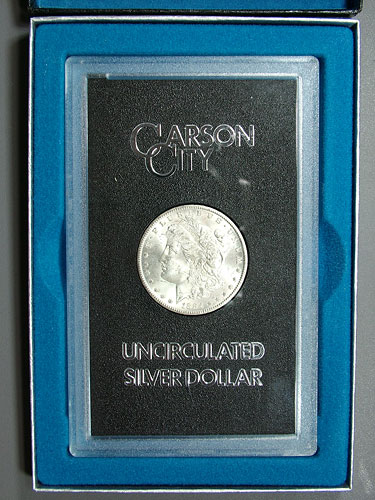 CARSON
CITY
UNCIRCULATED
SILVER DOLLAR